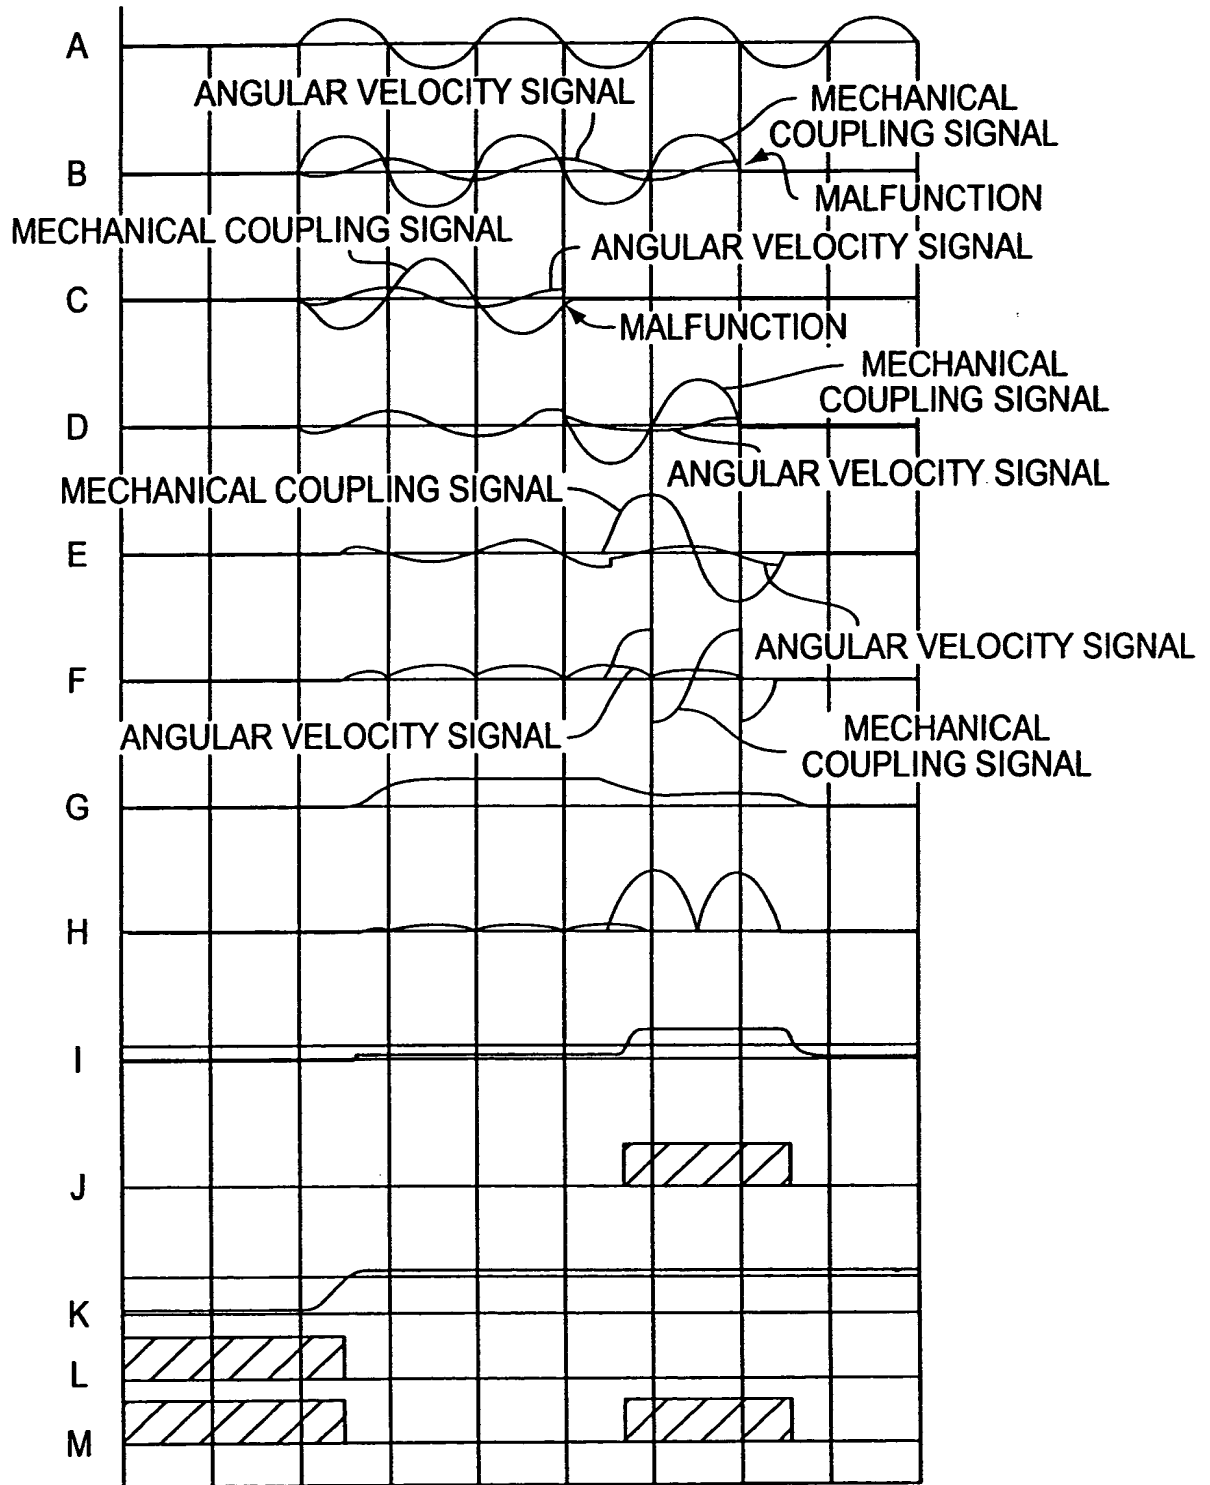 A
ANGULAR VELOCITY SIGNAL
MECHANICAL
COUPLING SIGNAL
B
MALFUNCTION
MECHANICAL COUPLING SIGNAL
ANGULAR VELOCITY SIGNAL
C
MALFUNCTION
MECHANICAL
COUPLING SIGNAL
D
ANGULAR VELOCITY SIGNAL
MECHANICAL COUPLING SIGNAL
E
ANGULAR VELOCITY SIGNAL
F
ANGULAR VELOCITY SIGNAL
MECHANICAL
COUPLING SIGNAL
G
H
I
J
K
L
M